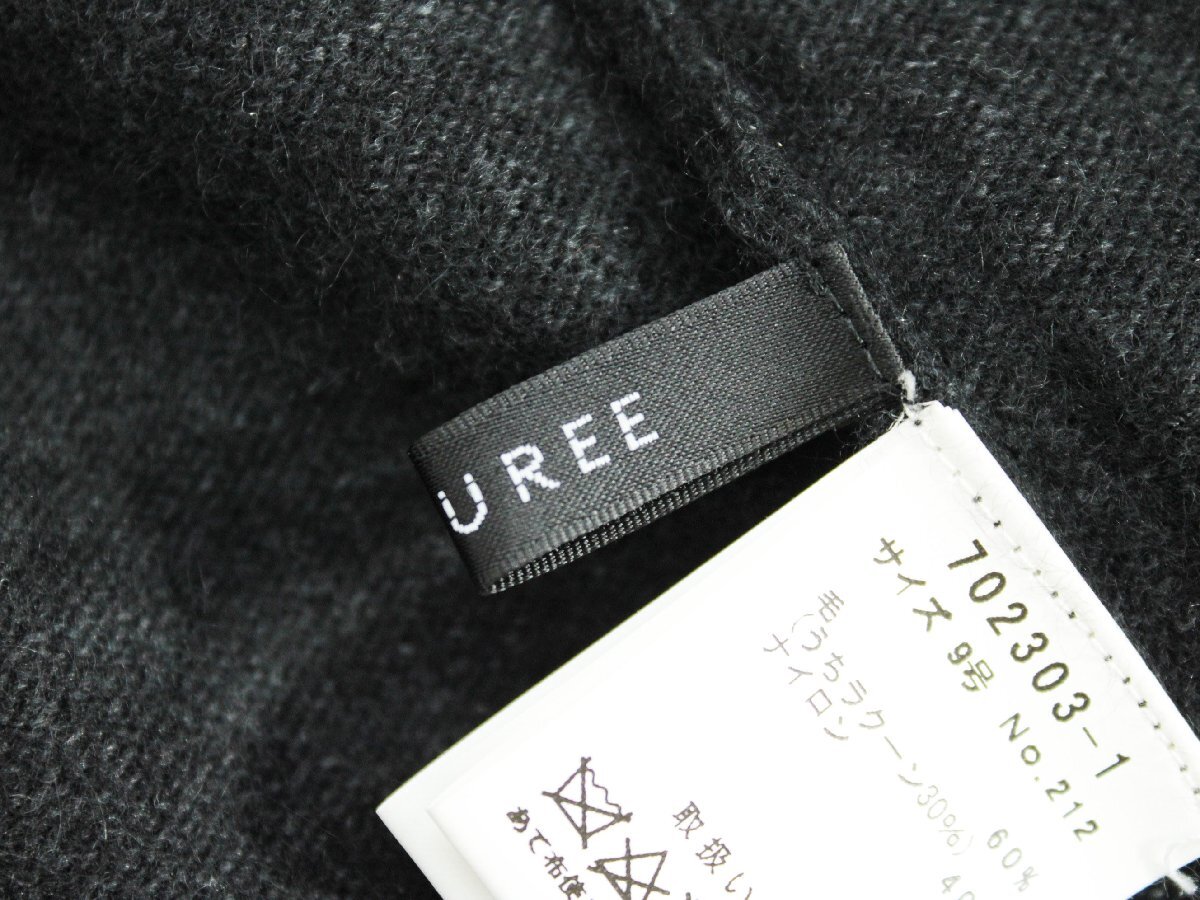 UREE
702303-1
サイズ 9号 No.212
毛(うちラクーン30%) 60%
ナイロン 40
取扱い
あて布使